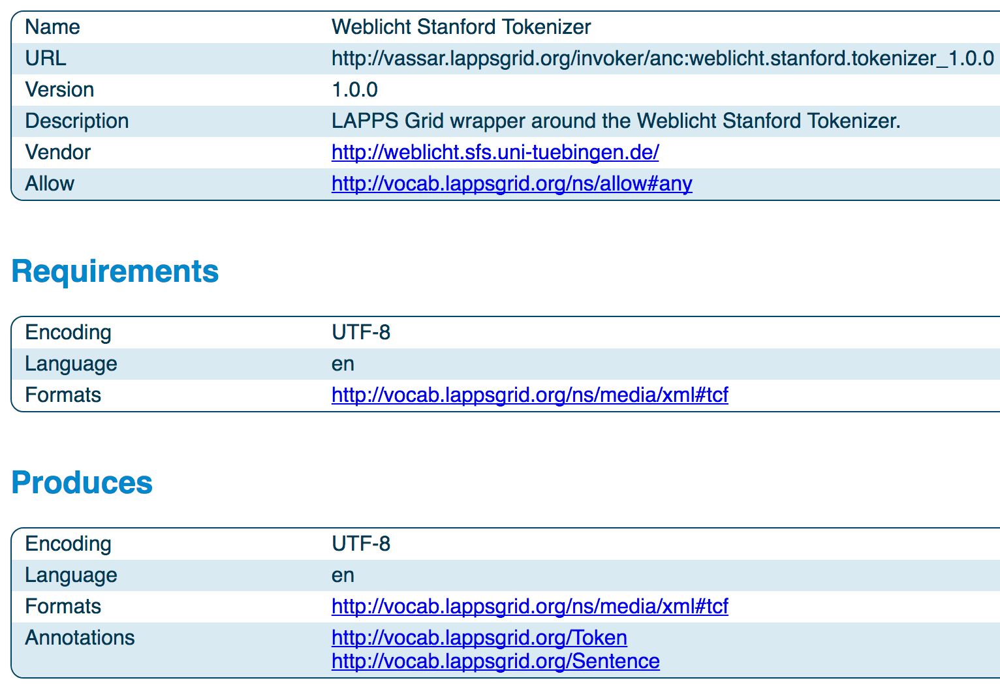 Name Weblicht Stanford Tokenizer
URL http://vassar.lappsgrid.org/invoker/anc:weblicht.stanford.tokenizer_1.0.0
Version 1.0.0
Description LAPPS Grid wrapper around the Weblicht Stanford Tokenizer.
Vendor http://weblicht.sfs.uni-tuebingen.de/
Allow http://vocab.lappsgrid.org/ns/allow#any
Requirements
Encoding UTF-8
Language en
Formats http://vocab.lappsgrid.org/ns/media/xml#tcf
Produces
Encoding UTF-8
Language en
Formats http://vocab.lappsgrid.org/ns/media/xml#tcf
Annotations http://vocab.lappsgrid.org/Token
http://vocab.lappsgrid.org/Sentence